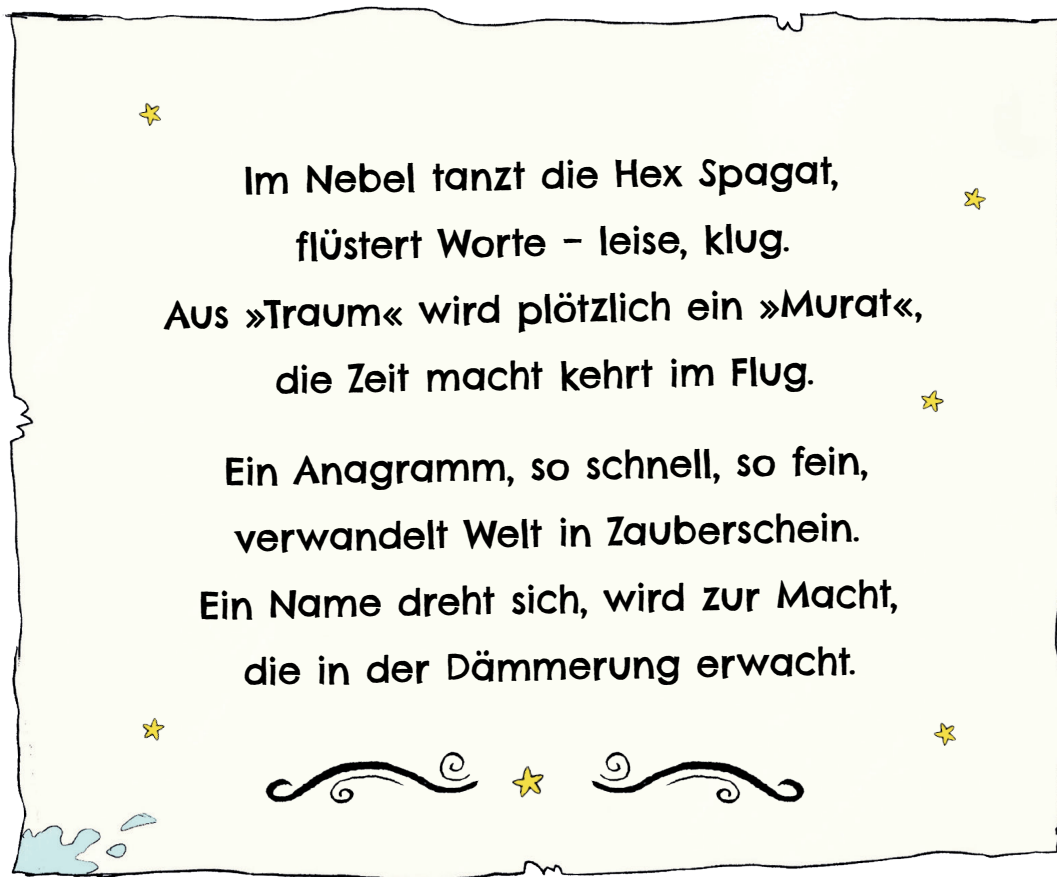 Im Nebel tanzt die Hex Spagat,
flüstert Worte – leise, klug.
Aus »Traum« wird plötzlich ein »Murat«,
die Zeit macht kehrt im Flug.
Ein Anagramm, so schnell, so fein,
verwandelt Welt in Zauberschein.
Ein Name dreht sich, wird zur Macht,
die in der Dämmerung erwacht.